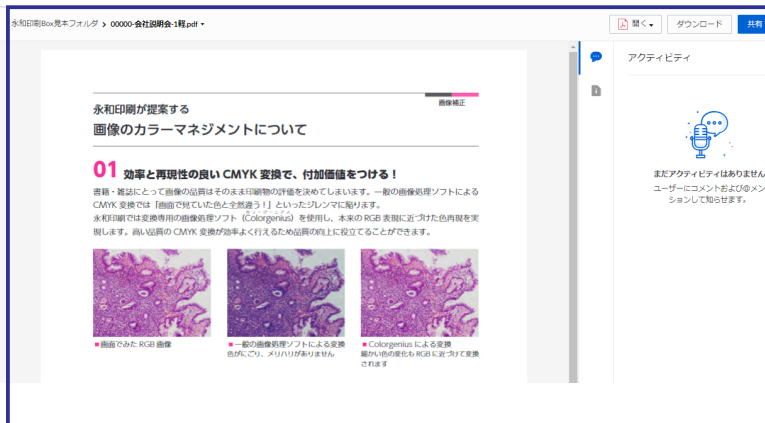 永和印刷Box見本フォルダ > 00000-会社説明会-1軽.pdf
開く
ダウンロード
共有
アクティビティ
永和印刷が提案する
画像補正
画像のカラーマネジメントについて
01 効率と再現性の良い CMYK 変換で、付加価値をつける！
書籍・雑誌にとって画像の品質はそのまま印刷物の評価を決めてしまいます。一般の画像処理ソフトによる
CMYK 変換では「画面で見ていた色と全然違う！」といったジレンマに陥ります。
永和印刷では変換専用の画像処理ソフト（Colorgenius）を使用し、本来の RGB 表現に近づけた色再現を実
現します。高い品質の CMYK 変換が効率よく行えるため品質の向上に役立てることができます。
■画面でみた RGB 画像
■一般の画像処理ソフトによる変換
色がにごり、メリハリがありません
■Colorgenius による変換
細かい色の変化も RGB に近づけて変換
されます
まだアクティビティはありません
ユーザーにコメントおよび@メン
ションして知らせます。